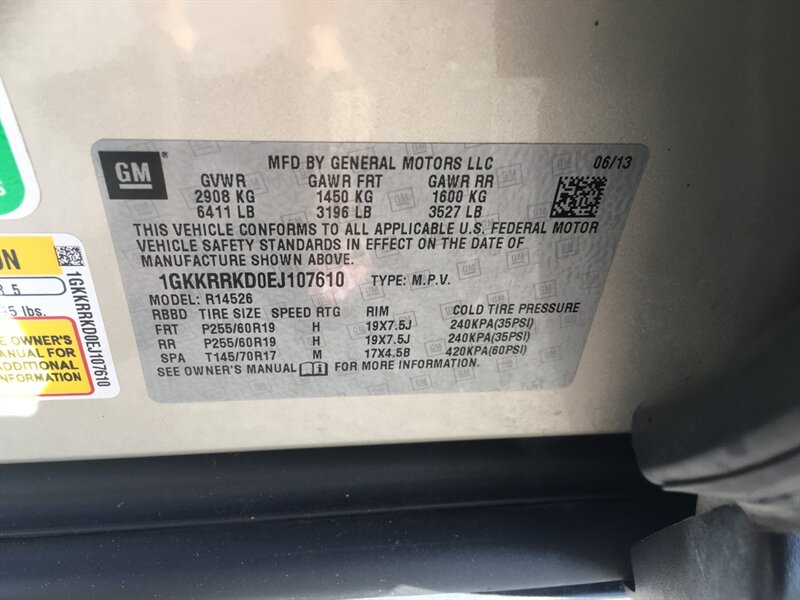 GM
MFD BY GENERAL MOTORS LLC 06/13
GVWR GAWR FRT GAWR RR
2908 KG 1450 KG 1600 KG
6411 LB 3196 LB 3527 LB
THIS VEHICLE CONFORMS TO ALL APPLICABLE U.S. FEDERAL MOTOR
VEHICLE SAFETY STANDARDS IN EFFECT ON THE DATE OF
MANUFACTURE SHOWN ABOVE.
1GKKRRKD0EJ107610 TYPE: M.P.V.
MODEL: R14526
RBBD TIRE SIZE SPEED RTG RIM COLD TIRE PRESSURE
FRT P255/60R19 H 19X7.5J 240KPA(35PSI)
RR P255/60R19 H 19X7.5J 240KPA(35PSI)
SPA T145/70R17 M 17X4.5B 420KPA(60PSI)
SEE OWNER'S MANUAL FOR MORE INFORMATION.
ON
R 5
5 lbs.
E OWNER'S
ANUAL FOR
ADDITIONAL
INFORMATION
1GKKRRKD0EJ107610
S